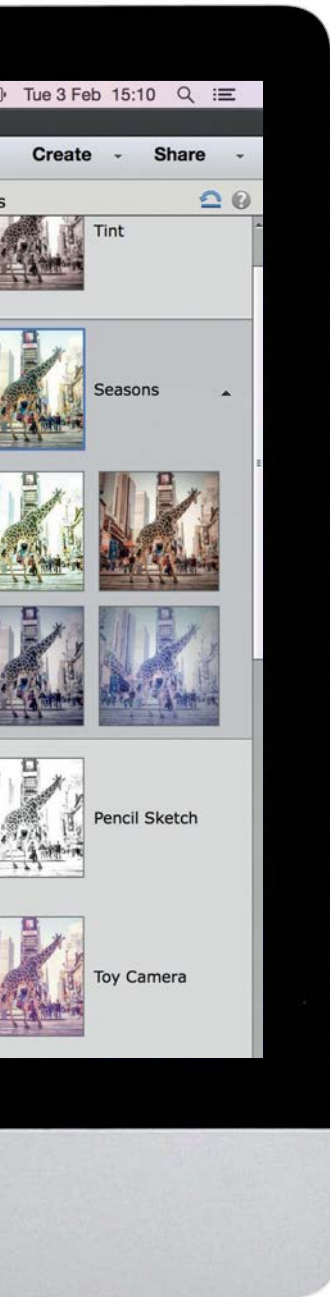 Tue 3 Feb 15:10
Create Share
s
Tint
Seasons
Pencil Sketch
Toy Camera